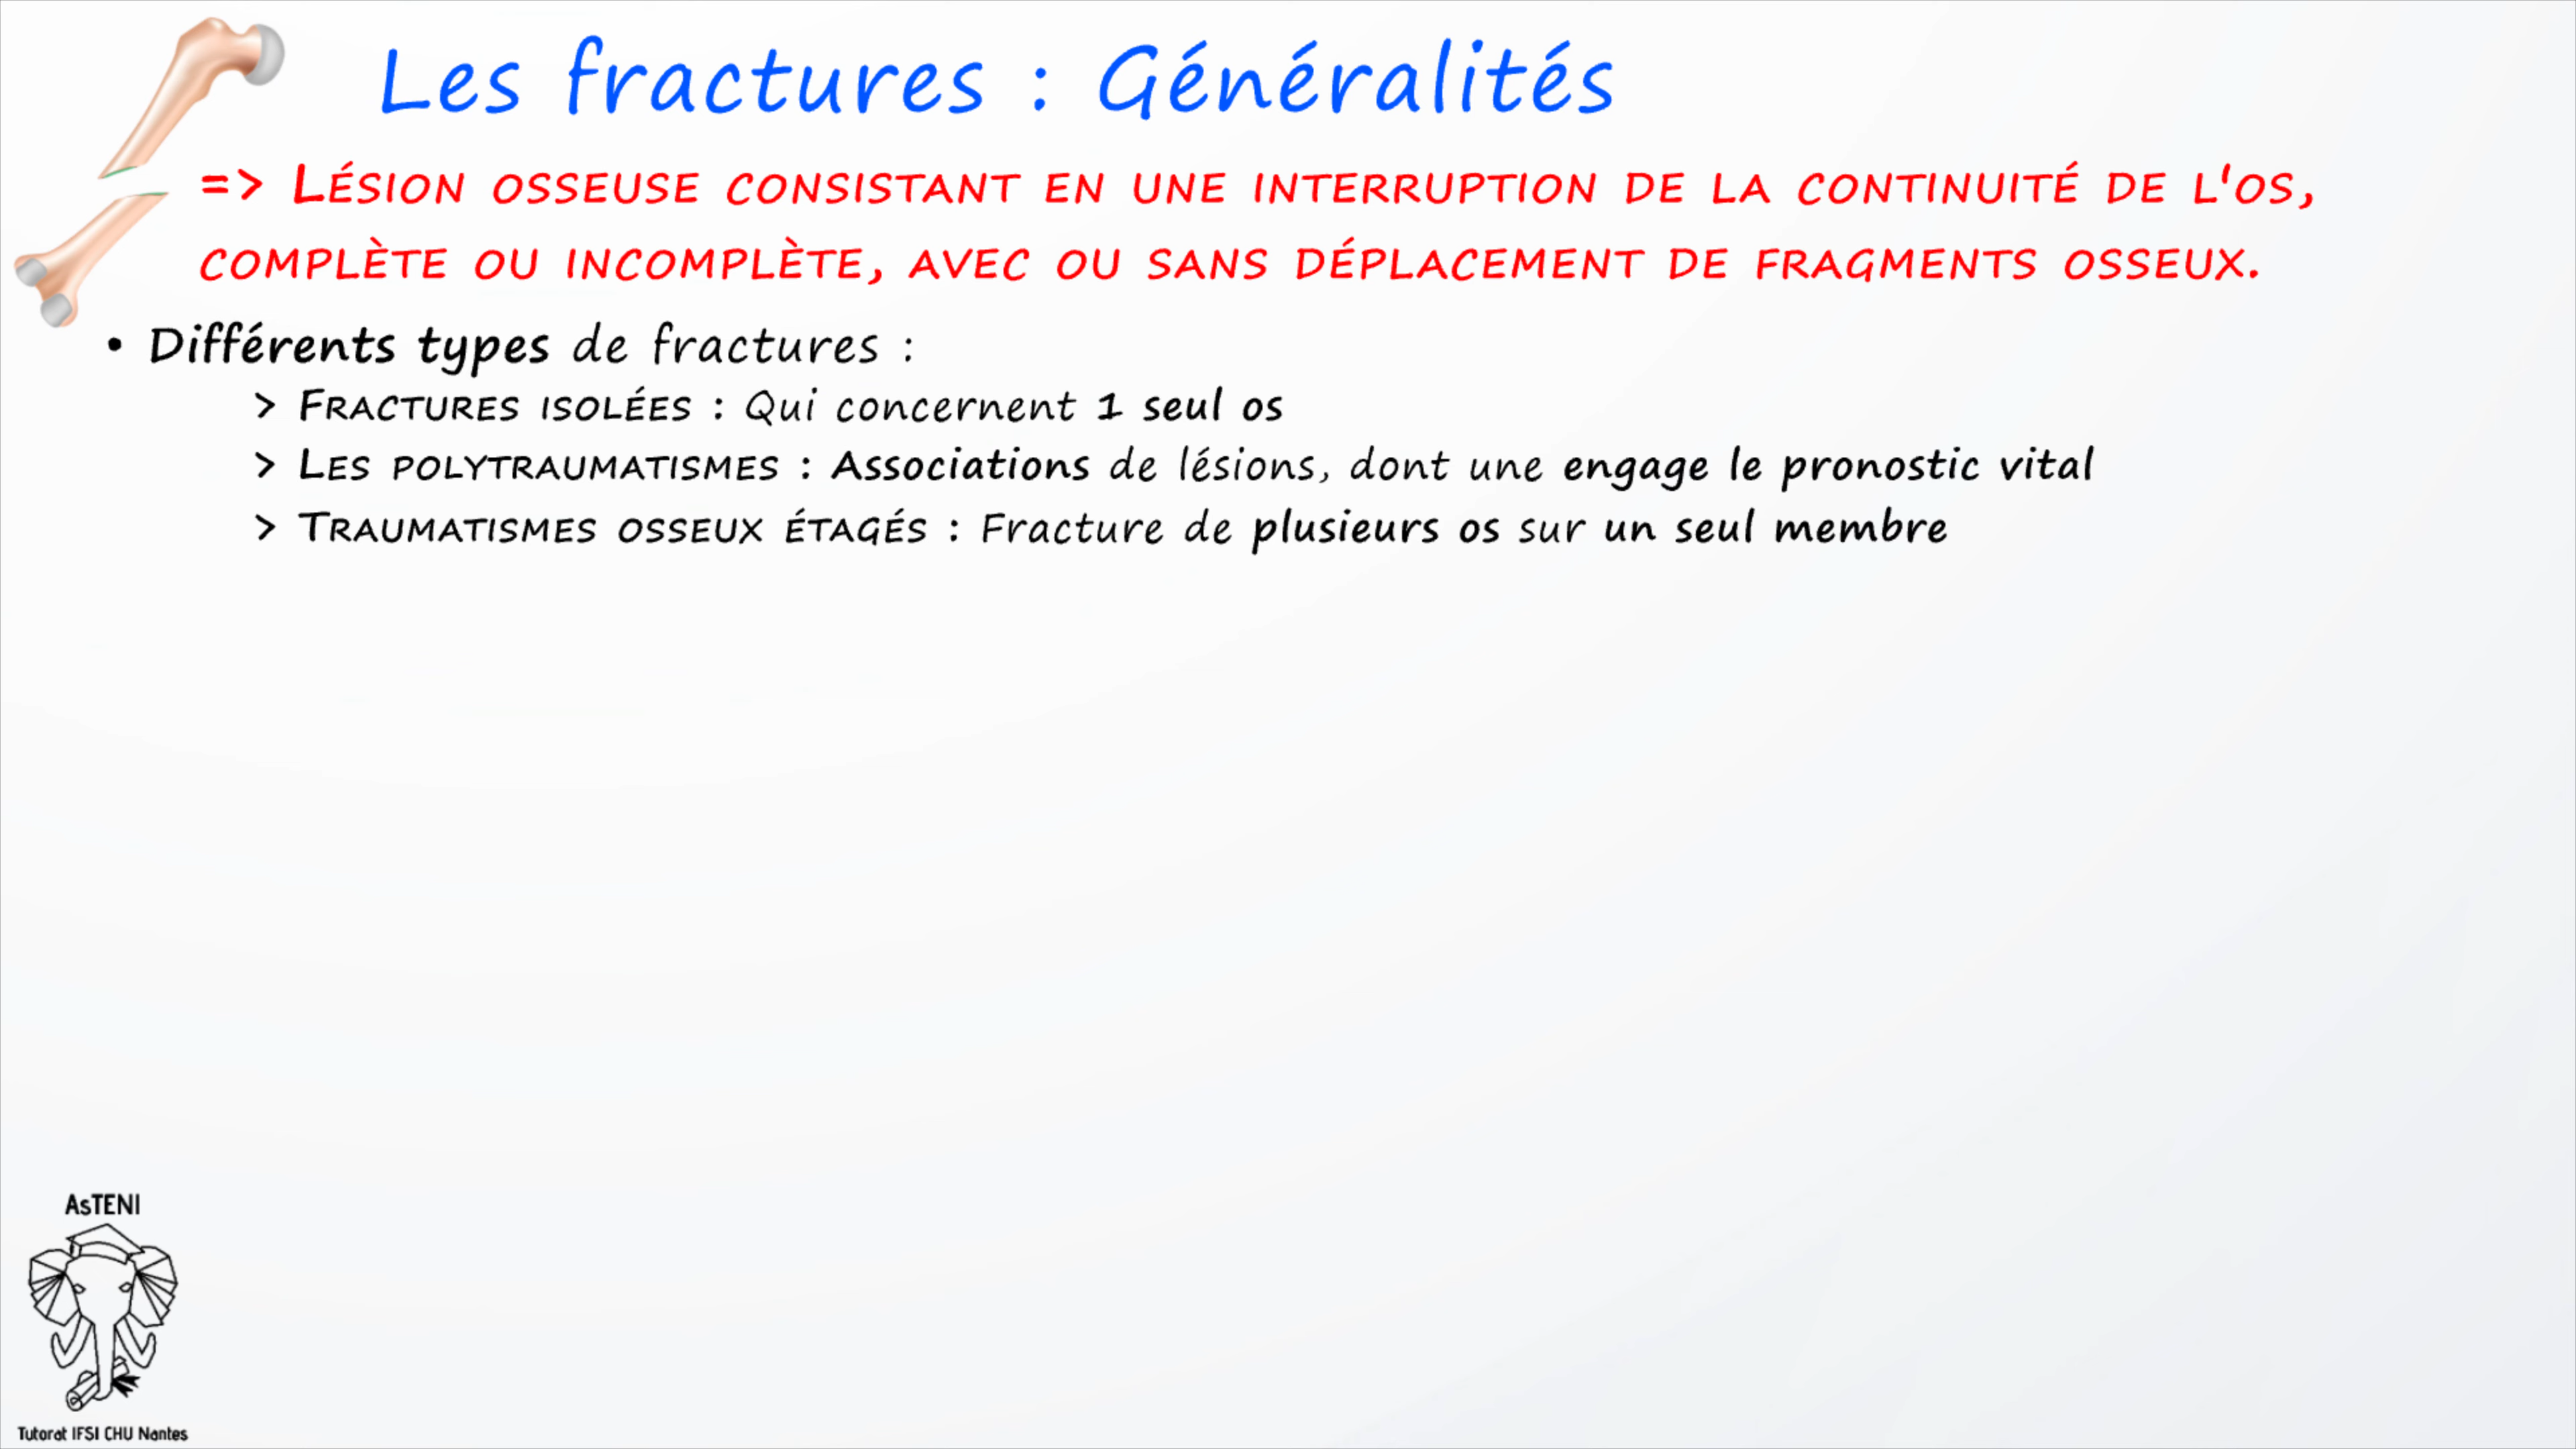 Les fractures : Généralités
=> Lésion osseuse consistant en une interruption de la continuité de l'os,
complète ou incomplète, avec ou sans déplacement de fragments osseux.
• Différents types de fractures :
> Fractures isolées : Qui concernent 1 seul os
> Les polytraumatismes : Associations de lésions, dont une engage le pronostic vital
> Traumatismes osseux étagés : Fracture de plusieurs os sur un seul membre
AsTENI
Tutorat IFSI CHU Nantes